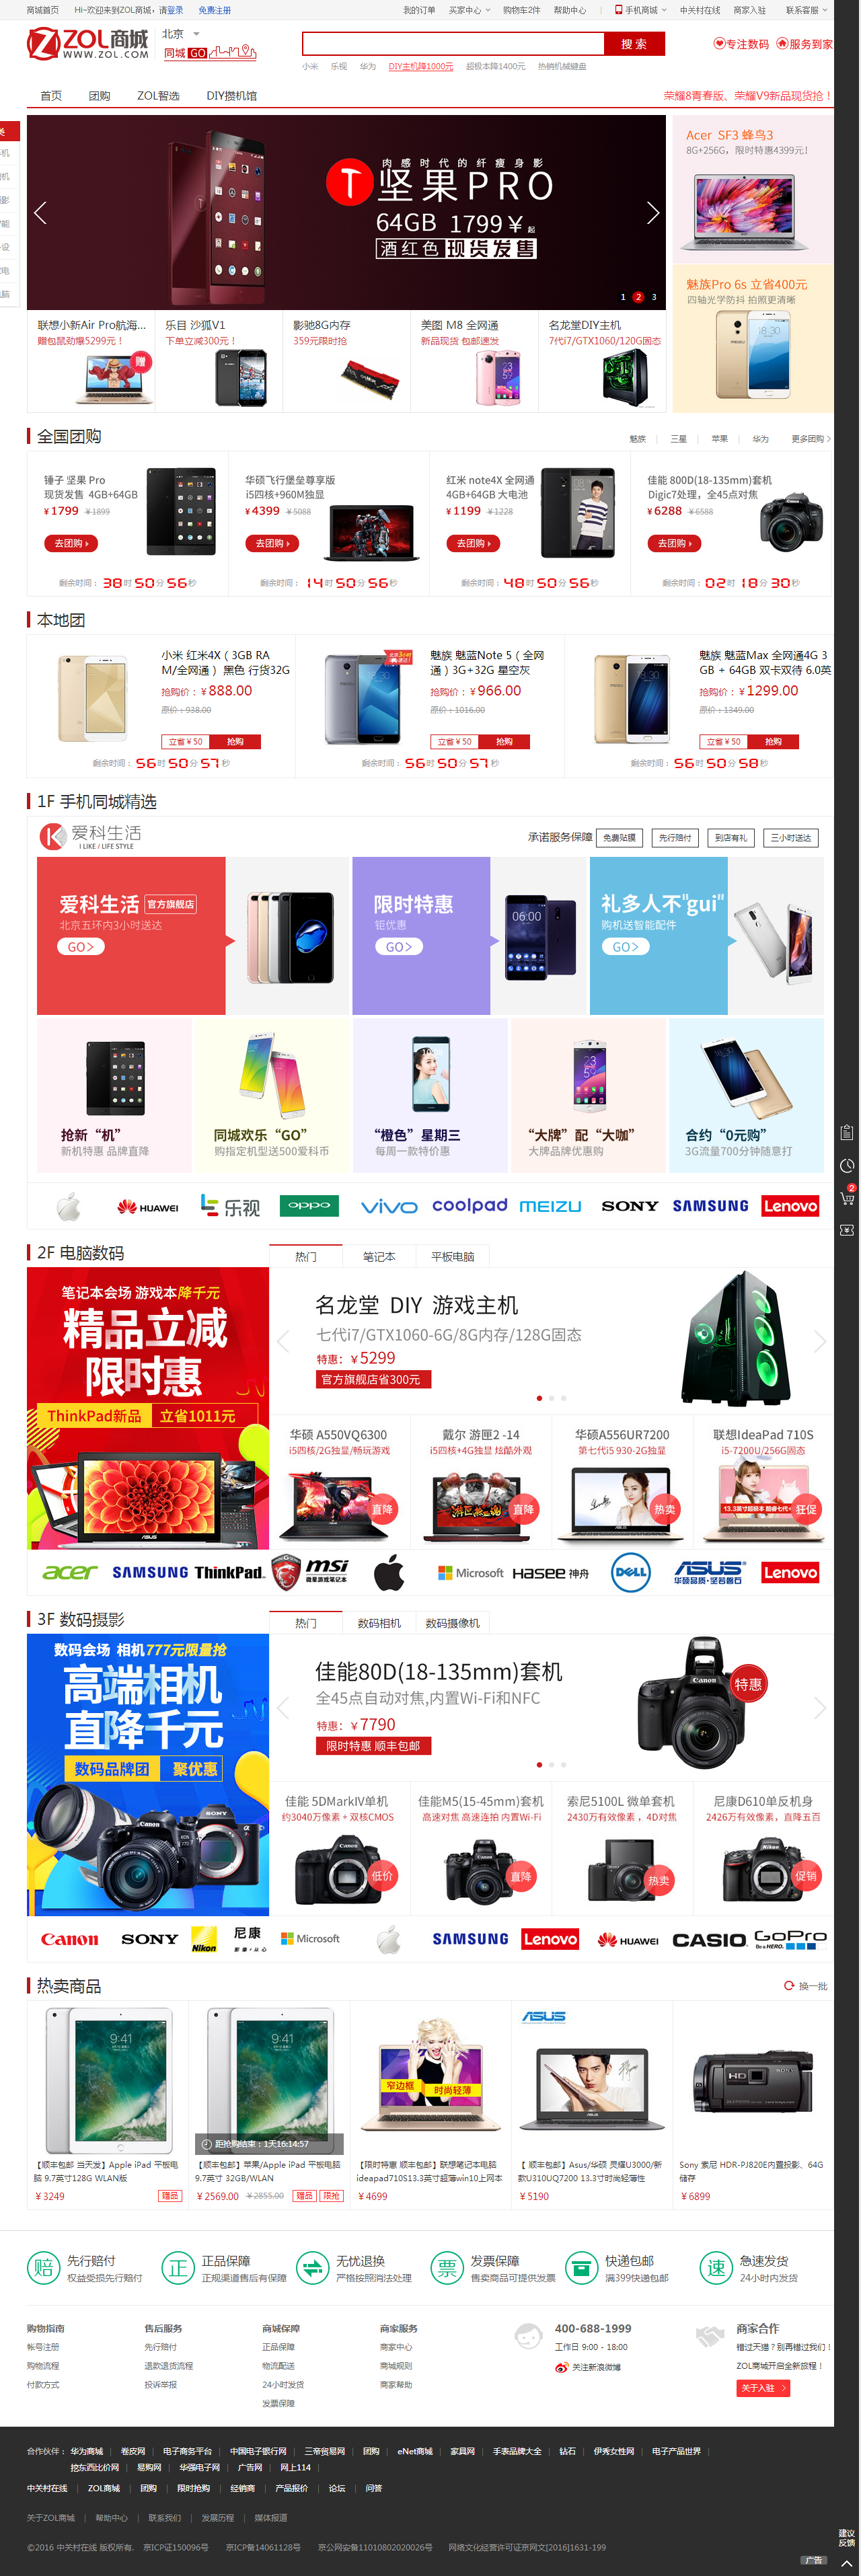 商城首页 Hi~欢迎来到ZOL商城，请登录 免费注册 我的订单 买家中心 购物车2件 帮助中心 手机商城 中关村在线 商家入驻 联系客服
ZOL商城
WWW.ZOL.COM
北京
同城GO
搜 索
小米 乐视 华为 DIY主机降1000元 超极本降1400元 热销机械键盘
专注数码 服务到家
首页 团购 ZOL智选 DIY攒机馆
荣耀8青春版、荣耀V9新品现货抢！
肉感时代的纤瘦身影
坚果PRO
64GB 1799￥起
酒红色现货发售
1 2 3
Acer SF3 蜂鸟3
8G+256G，限时特惠4399元！
魅族Pro 6s 立省400元
四轴光学防抖 拍照更清晰
联想小新Air Pro航海...
赠包鼠劲爆5299元！
赠
乐目 沙狐V1
下单立减300元！
影驰8G内存
359元限时抢
美图 M8 全网通
新品现货 包邮速发
名龙堂DIY主机
7代i7/GTX1060/120G固态
全国团购
魅族 三星 苹果 华为 更多团购
锤子 坚果 Pro
现货发售 4GB+64GB
¥ 1799 ¥1899
去团购
剩余时间： 38时50分56秒
华硕飞行堡垒尊享版
i5四核+960M独显
¥ 4399 ¥5088
去团购
剩余时间： 14时50分56秒
红米 note4X 全网通
4GB+64GB 大电池
¥ 1199 ¥1228
去团购
剩余时间： 48时50分56秒
佳能 800D(18-135mm)套机
Digic7处理，全45点对焦
¥ 6288 ¥6588
去团购
剩余时间： 02时18分30秒
本地团
小米 红米4X（3GB RA
M/全网通） 黑色 行货32G
抢购价：¥ 888.00
原价：938.00
立省¥50 抢购
剩余时间： 56时50分57秒
魅族 魅蓝Note 5（全网
通）3G+32G 星空灰
抢购价：¥ 966.00
原价：1016.00
立省¥50 抢购
剩余时间： 56时50分57秒
魅族 魅蓝Max 全网通4G 3
GB + 64GB 双卡双待 6.0英
抢购价：¥ 1299.00
原价：1349.00
立省¥50 抢购
剩余时间： 56时50分58秒
1F 手机同城精选
爱科生活
I LIKE / LIFE STYLE
承诺服务保障 免费贴膜 先行赔付 到店有礼 三小时送达
爱科生活 官方旗舰店
北京五环内3小时送达
GO>
限时特惠
钜优惠
GO>
06:00
礼多人不"gui"
购机送智能配件
GO>
抢新“机”
新机特惠 品牌直降
同城欢乐“GO”
购指定机型送500爱科币
“橙色”星期三
每周一款特价惠
“大牌”配“大咖”
大牌品牌优惠购
合约“0元购”
3G流量700分钟随意打
HUAWEI 乐视 OPPO VIVO coolpad MEIZU SONY SAMSUNG Lenovo
2F 电脑数码
热门 笔记本 平板电脑
笔记本会场 游戏本降千元
精品立减
限时惠
ThinkPad新品 立省1011元
名龙堂 DIY 游戏主机
七代i7/GTX1060-6G/8G内存/128G固态
特惠：￥5299
官方旗舰店省300元
华硕 A550VQ6300
i5四核/2G独显/畅玩游戏
直降
戴尔 游匣2 -14
i5四核+4G独显 炫酷外观
直降
华硕A556UR7200
第七代i5 930-2G独显
热卖
联想IdeaPad 710S
i5-7200U/256G固态
狂促
acer SAMSUNG ThinkPad msi 微星游戏笔记本 Microsoft Hasee 神舟 DELL ASUS 华硕品质·坚若磐石 Lenovo
3F 数码摄影
热门 数码相机 数码摄像机
数码会场 相机777元限量抢
高端相机
直降千元
数码品牌团 聚优惠
佳能80D(18-135mm)套机
全45点自动对焦,内置Wi-Fi和NFC
特惠：￥7790
限时特惠 顺丰包邮
特惠
佳能 5DMarkIV单机
约3040万像素 + 双核CMOS
低价
佳能M5(15-45mm)套机
高速对焦 高速连拍 内置Wi-Fi
直降
索尼5100L 微单套机
2430万有效像素，4D对焦
热卖
尼康D610单反机身
2426万有效像素，直降五百
促销
Canon SONY Nikon 尼康 影像·从心 Microsoft SAMSUNG Lenovo HUAWEI CASIO GoPro Be a HERO.
热卖商品
换一批
【顺丰包邮 当天发】Apple iPad 平板电
脑 9.7英寸128G WLAN版
￥3249 赠品
距抢购结束：1天16:14:57
【顺丰包邮】苹果/Apple iPad 平板电脑
9.7英寸 32GB/WLAN
￥2569.00 ￥2855.00 赠品 限抢
窄边框 时尚轻薄
【限时特惠 顺丰包邮】联想笔记本电脑
ideapad710S13.3英寸超薄win10上网本
￥4699
ASUS
【 顺丰包邮】Asus/华硕 灵耀U3000/新
款U310UQ7200 13.3寸时尚轻薄性
￥5190
Sony 索尼 HDR-PJ820E内置投影、64G
储存
￥6899
赔 先行赔付
权益受损先行赔付
正 正品保障
正规渠道售后有保障
无忧退换
严格按照消法处理
票 发票保障
售卖商品可提供发票
快递包邮
满399快递包邮
速 急速发货
24小时内发货
购物指南
帐号注册
购物流程
付款方式
售后服务
先行赔付
退款退货流程
投诉举报
商城保障
正品保障
物流配送
24小时发货
发票保障
商家服务
商家中心
商城规则
商家帮助
400-688-1999
工作日 9:00 - 18:00
关注新浪微博
商家合作
错过天猫？别再错过我们！
ZOL商城开启全新旅程！
关于入驻
合作伙伴： 华为商城 卷皮网 电子商务平台 中国电子银行网 三帝贸易网 团购 eNet商城 家具网 手表品牌大全 钻石 伊秀女性网 电子产品世界
挖东西比价网 易购网 华强电子网 广告网 网上114
中关村在线 ZOL商城 团购 限时抢购 经销商 产品报价 论坛 问答
关于ZOL商城 帮助中心 联系我们 发展历程 媒体报道
©2016 中关村在线 版权所有. 京ICP证150096号 京ICP备14061128号 京公网安备11010802020026号 网络文化经营许可证京网文[2016]1631-199
2
建议
反馈
广告